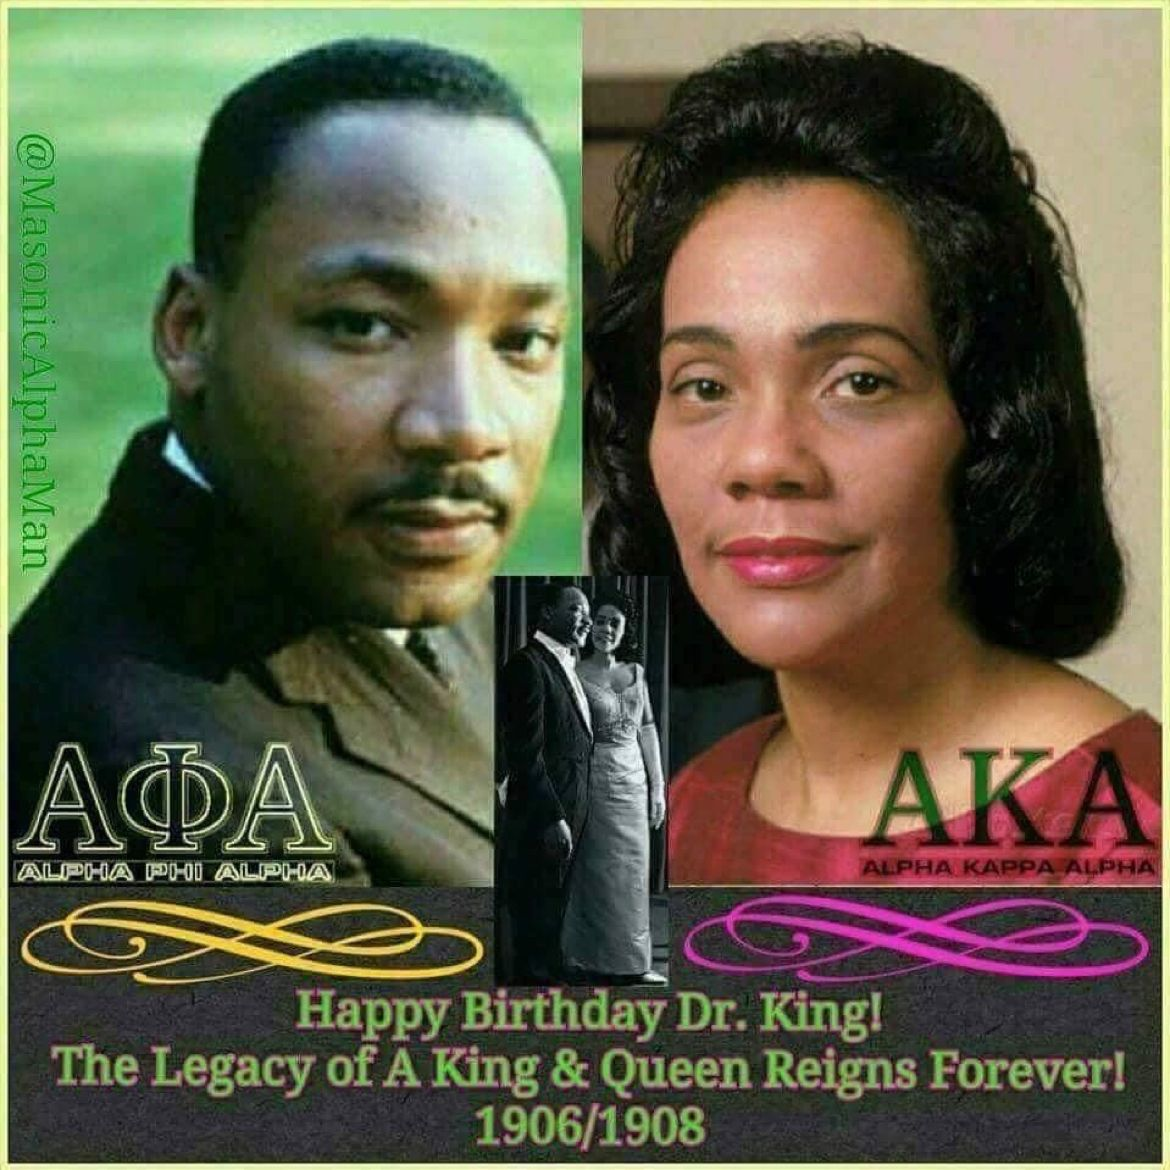 @MasonicAlphaMan
ΑΦΑ
ALPHA PHI ALPHA
ΑΚΑ
ALPHA KAPPA ALPHA
Happy Birthday Dr. King!
The Legacy of A King & Queen Reigns Forever!
1906/1908